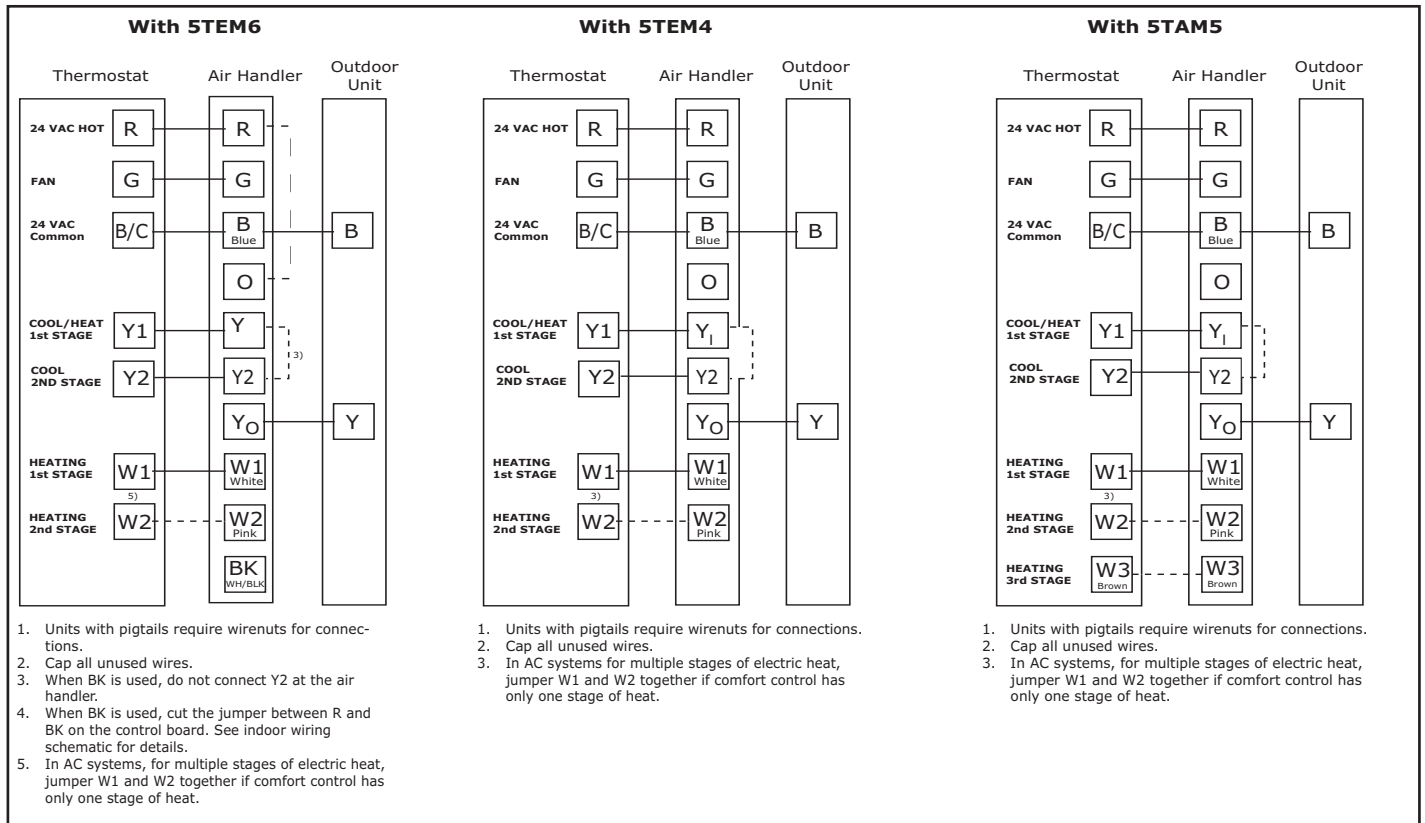 With 5TEM6
Thermostat
Air Handler
Outdoor
Unit
24 VAC HOT R R
FAN G G
24 VAC
Common B/C B
Blue B
O
COOL/HEAT
1st STAGE Y1 Y
3)
COOL
2ND STAGE Y2 Y2
YO Y
HEATING
1st STAGE W1 W1
White
5)
HEATING
2nd STAGE W2 W2
Pink
BK
WH/BLK
1. Units with pigtails require wirenuts for connec-
tions.
2. Cap all unused wires.
3. When BK is used, do not connect Y2 at the air
handler.
4. When BK is used, cut the jumper between R and
BK on the control board. See indoor wiring
schematic for details.
5. In AC systems, for multiple stages of electric heat,
jumper W1 and W2 together if comfort control has
only one stage of heat.
With 5TEM4
Thermostat
Air Handler
Outdoor
Unit
24 VAC HOT R R
FAN G G
24 VAC
Common B/C B
Blue B
O
COOL/HEAT
1st STAGE Y1 YI
COOL
2ND STAGE Y2 Y2
YO Y
HEATING
1st STAGE W1 W1
White
3)
HEATING
2nd STAGE W2 W2
Pink
1. Units with pigtails require wirenuts for connections.
2. Cap all unused wires.
3. In AC systems for multiple stages of electric heat,
jumper W1 and W2 together if comfort control has
only one stage of heat.
With 5TAM5
Thermostat
Air Handler
Outdoor
Unit
24 VAC HOT R R
FAN G G
24 VAC
Common B/C B
Blue B
O
COOL/HEAT
1st STAGE Y1 YI
COOL
2ND STAGE Y2 Y2
YO Y
HEATING
1st STAGE W1 W1
White
3)
HEATING
2nd STAGE W2 W2
Pink
HEATING
3rd STAGE W3
Brown W3
Brown
1. Units with pigtails require wirenuts for connections.
2. Cap all unused wires.
3. In AC systems, for multiple stages of electric heat,
jumper W1 and W2 together if comfort control has
only one stage of heat.